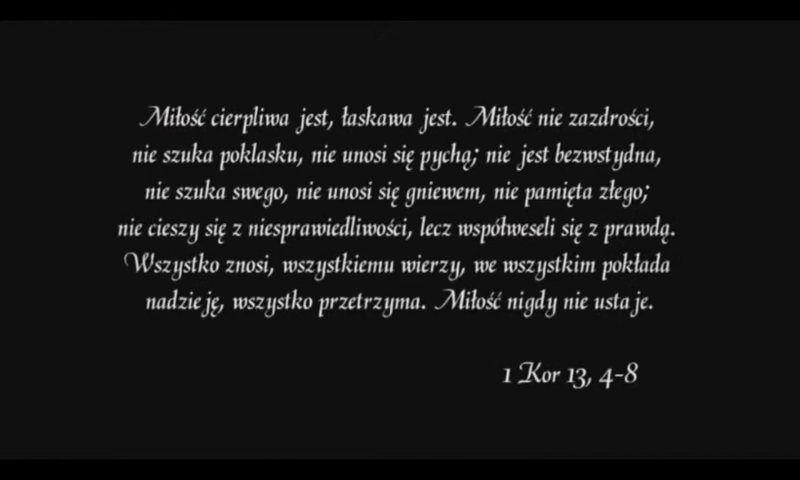 Miłość cierpliwa jest, łaskawa jest. Miłość nie zazdrości,
nie szuka poklasku, nie unosi się pychą; nie jest bezwstydna,
nie szuka swego, nie unosi się gniewem, nie pamięta złego;
nie cieszy się z niesprawiedliwości, lecz współweseli się z prawdą.
Wszystko znosi, wszystkiemu wierzy, we wszystkim pokłada
nadzieję, wszystko przetrzyma. Miłość nigdy nie ustaje.
1 Kor 13, 4-8